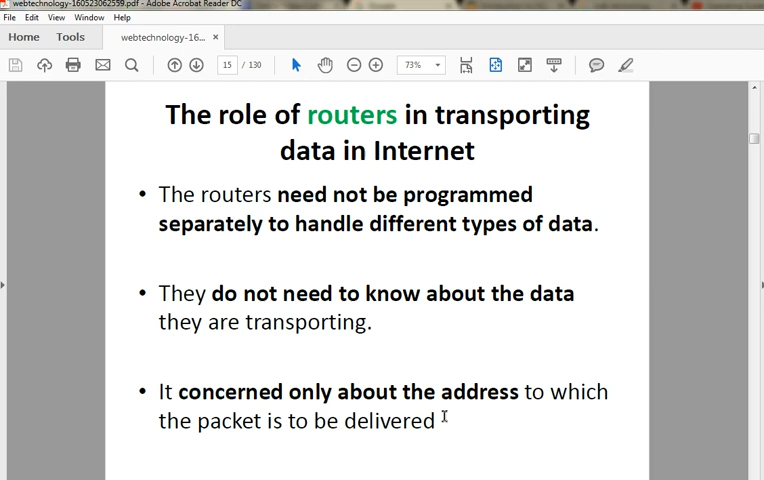 webtechnology-160523062559.pdf - Adobe Acrobat Reader DC
File Edit View Window Help
Home Tools webtechnology-16... ×
15 / 130 73%
The role of routers in transporting
data in Internet
• The routers need not be programmed
separately to handle different types of data.
• They do not need to know about the data
they are transporting.
• It concerned only about the address to which
the packet is to be delivered